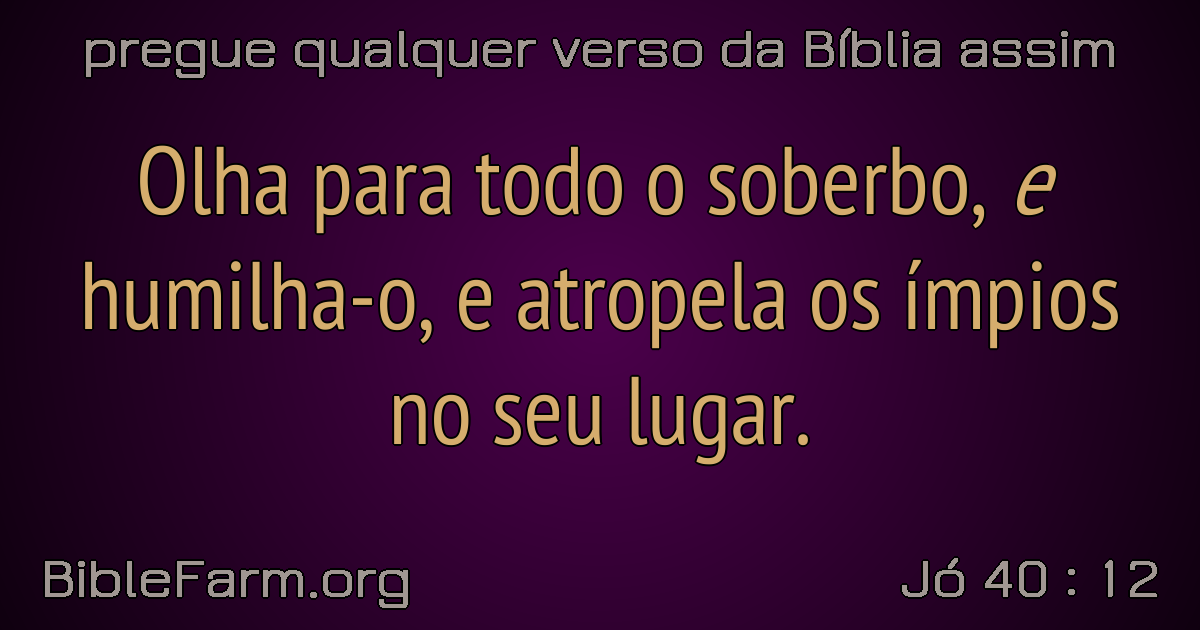 pregue qualquer verso da Bíblia assim
Olha para todo o soberbo, e
humilha-o, e atropela os ímpios
no seu lugar.
BibleFarm.org
Jó 40 : 12